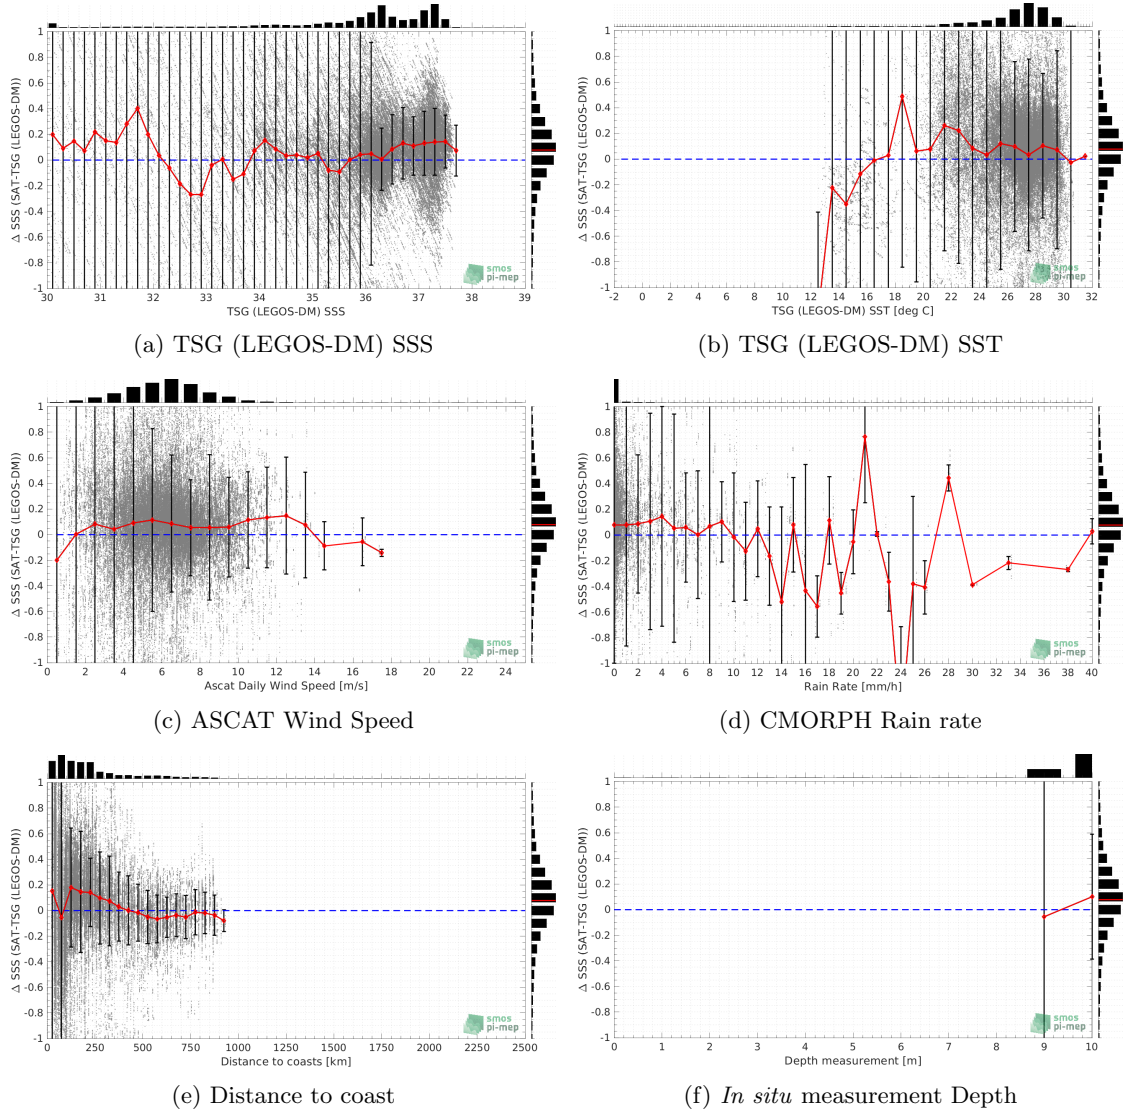 1
0.8
0.6
0.4
0.2
0
-0.2
-0.4
-0.6
-0.8
-1
Δ SSS (SAT-TSG (LEGOS-DM))
30 31 32 33 34 35 36 37 38 39
TSG (LEGOS-DM) SSS
smos
pi-mep
(a) TSG (LEGOS-DM) SSS
1
0.8
0.6
0.4
0.2
0
-0.2
-0.4
-0.6
-0.8
-1
Δ SSS (SAT-TSG (LEGOS-DM))
-2 0 2 4 6 8 10 12 14 16 18 20 22 24 26 28 30 32
TSG (LEGOS-DM) SST [deg C]
smos
pi-mep
(b) TSG (LEGOS-DM) SST
1
0.8
0.6
0.4
0.2
0
-0.2
-0.4
-0.6
-0.8
-1
Δ SSS (SAT-TSG (LEGOS-DM))
0 2 4 6 8 10 12 14 16 18 20 22 24
Ascat Daily Wind Speed [m/s]
smos
pi-mep
(c) ASCAT Wind Speed
1
0.8
0.6
0.4
0.2
0
-0.2
-0.4
-0.6
-0.8
-1
Δ SSS (SAT-TSG (LEGOS-DM))
0 2 4 6 8 10 12 14 16 18 20 22 24 26 28 30 32 34 36 38 40
Rain Rate [mm/h]
smos
pi-mep
(d) CMORPH Rain rate
1
0.8
0.6
0.4
0.2
0
-0.2
-0.4
-0.6
-0.8
-1
Δ SSS (SAT-TSG (LEGOS-DM))
0 250 500 750 1000 1250 1500 1750 2000 2250 2500
Distance to coasts [km]
smos
pi-mep
(e) Distance to coast
1
0.8
0.6
0.4
0.2
0
-0.2
-0.4
-0.6
-0.8
-1
Δ SSS (SAT-TSG (LEGOS-DM))
0 1 2 3 4 5 6 7 8 9 10
Depth measurement [m]
smos
pi-mep
(f) In situ measurement Depth